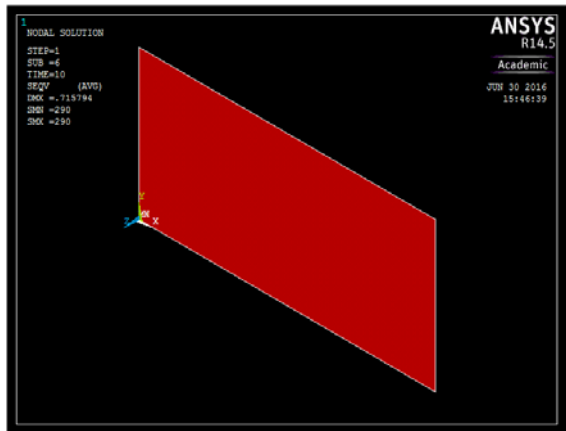 1
NODAL SOLUTION
STEP=1
SUB =6
TIME=10
SEQV (AVG)
DMX =.715794
SMN =290
SMX =290
ANSYS
R14.5
Academic
JUN 30 2016
15:46:39
Y
Z
X